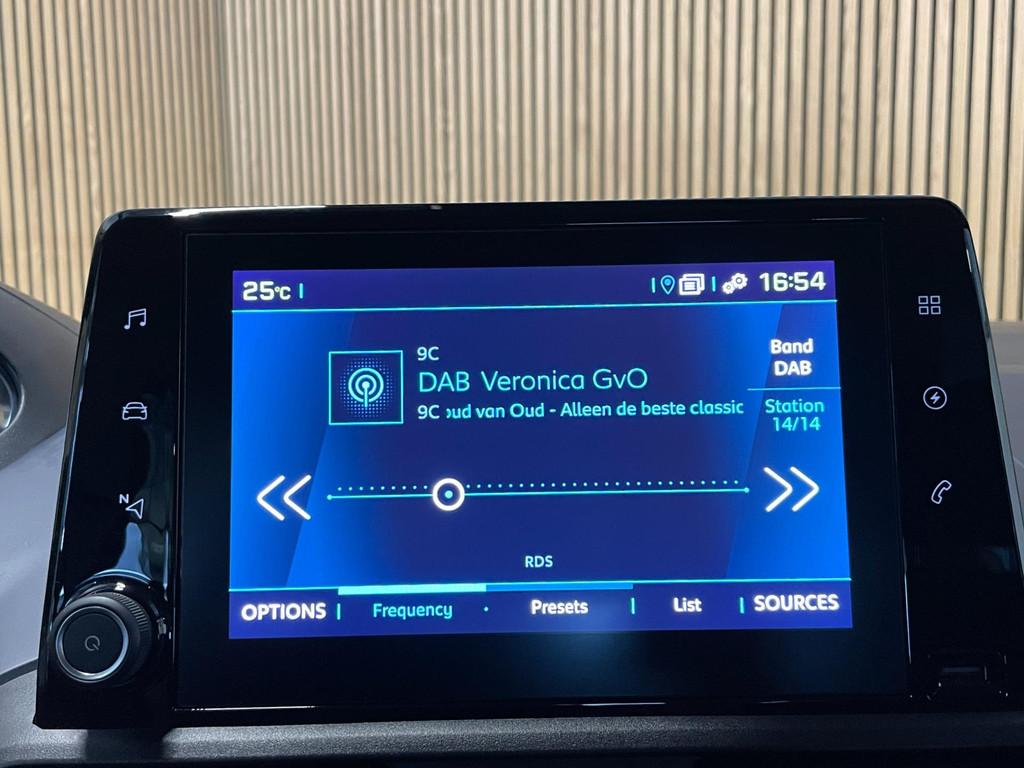 25°C
16:54
9C
DAB Veronica GvO
9C oud van Oud - Alleen de beste classic
Band
DAB
Station
14/14
N
RDS
OPTIONS
Frequency
Presets
List
SOURCES